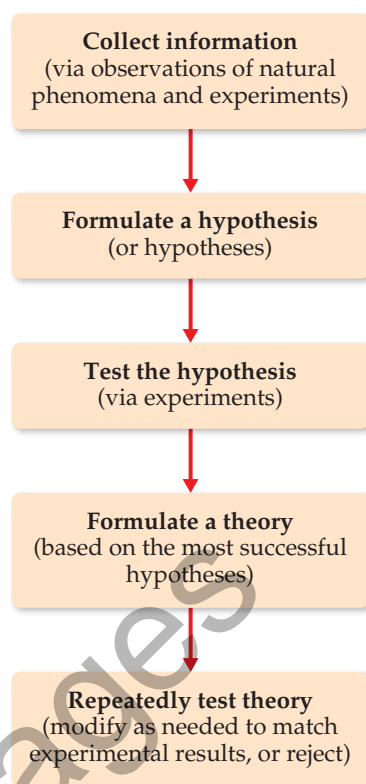 Collect information
(via observations of natural
phenomena and experiments)
Formulate a hypothesis
(or hypotheses)
Test the hypothesis
(via experiments)
Formulate a theory
(based on the most successful
hypotheses)
Repeatedly test theory
(modify as needed to match
experimental results, or reject)